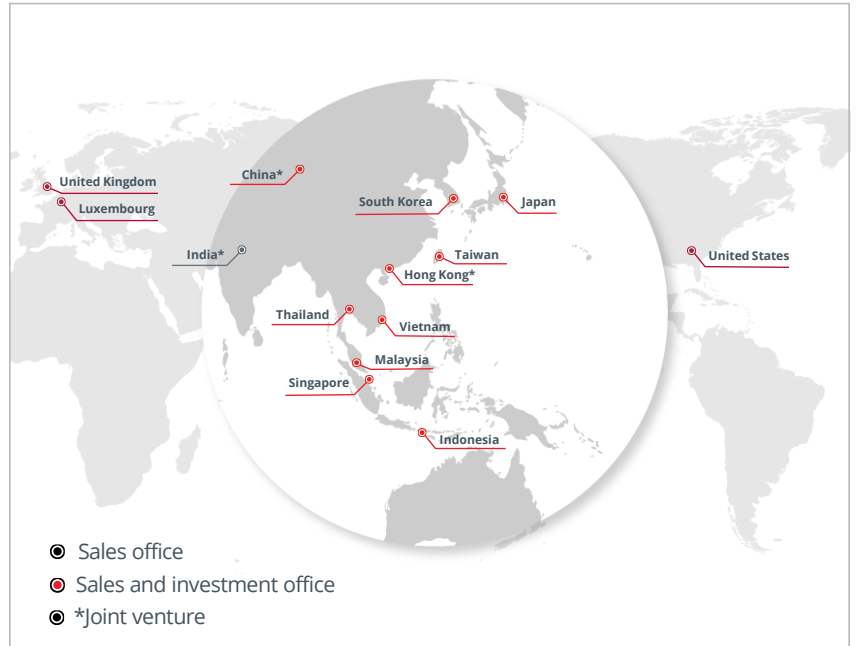 China*
United Kingdom
Luxembourg
South Korea
Japan
India*
Taiwan
United States
Hong Kong*
Thailand
Vietnam
Malaysia
Singapore
Indonesia
Sales office
Sales and investment office
*Joint venture